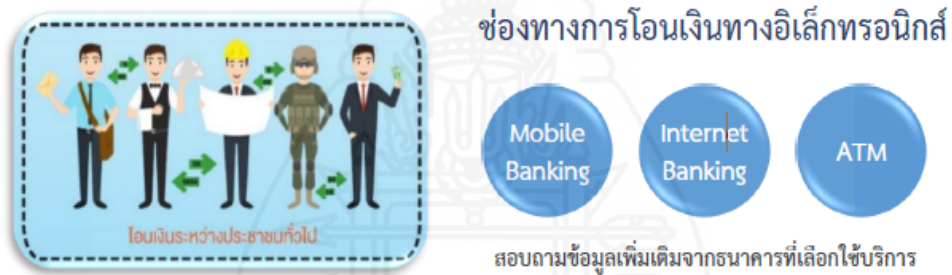 ช่องทางการโอนเงินทางอิเล็กทรอนิกส์
Mobile
Banking
Internet
Banking
ATM
โอนเงินระหว่างประชาชนทั่วไป
สอบถามข้อมูลเพิ่มเติมจากธนาคารที่เลือกใช้บริการ